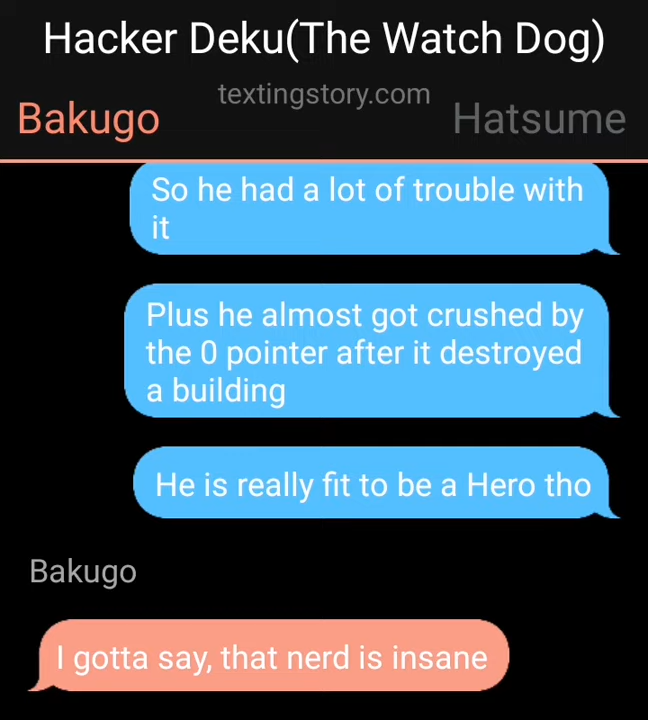 Hacker Deku(The Watch Dog)
textingstory.com
Bakugo
Hatsume
So he had a lot of trouble with
it
Plus he almost got crushed by
the 0 pointer after it destroyed
a building
He is really fit to be a Hero tho
Bakugo
I gotta say, that nerd is insane